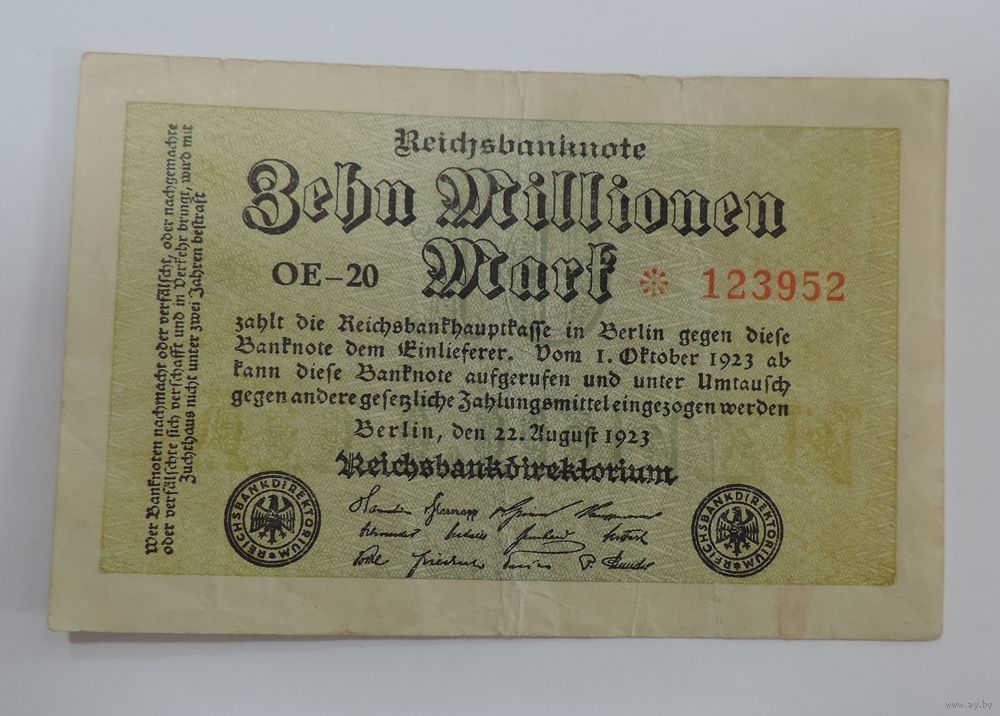 Reichsbanknote
Zehn Millionen
Mark
OE-20
* 123952
zahlt die Reichsbankhauptkasse in Berlin gegen diese
Banknote dem Einlieferer. Vom 1. Oktober 1923 ab
kann diese Banknote aufgerufen und unter Umtausch
gegen andere gesetzliche Zahlungsmittel eingezogen werden
Berlin, den 22. August 1923
Reichsbankdirektorium
Wer Banknoten nachmacht oder verfälscht, oder nachgemachte
oder verfälschte sich verschafft und in Verkehr bringt, wird mit
Zuchthaus nicht unter zwei Jahren bestraft
REICHSBANKDIREKTORIUM
REICHSBANKDIREKTORIUM
www.ay.by